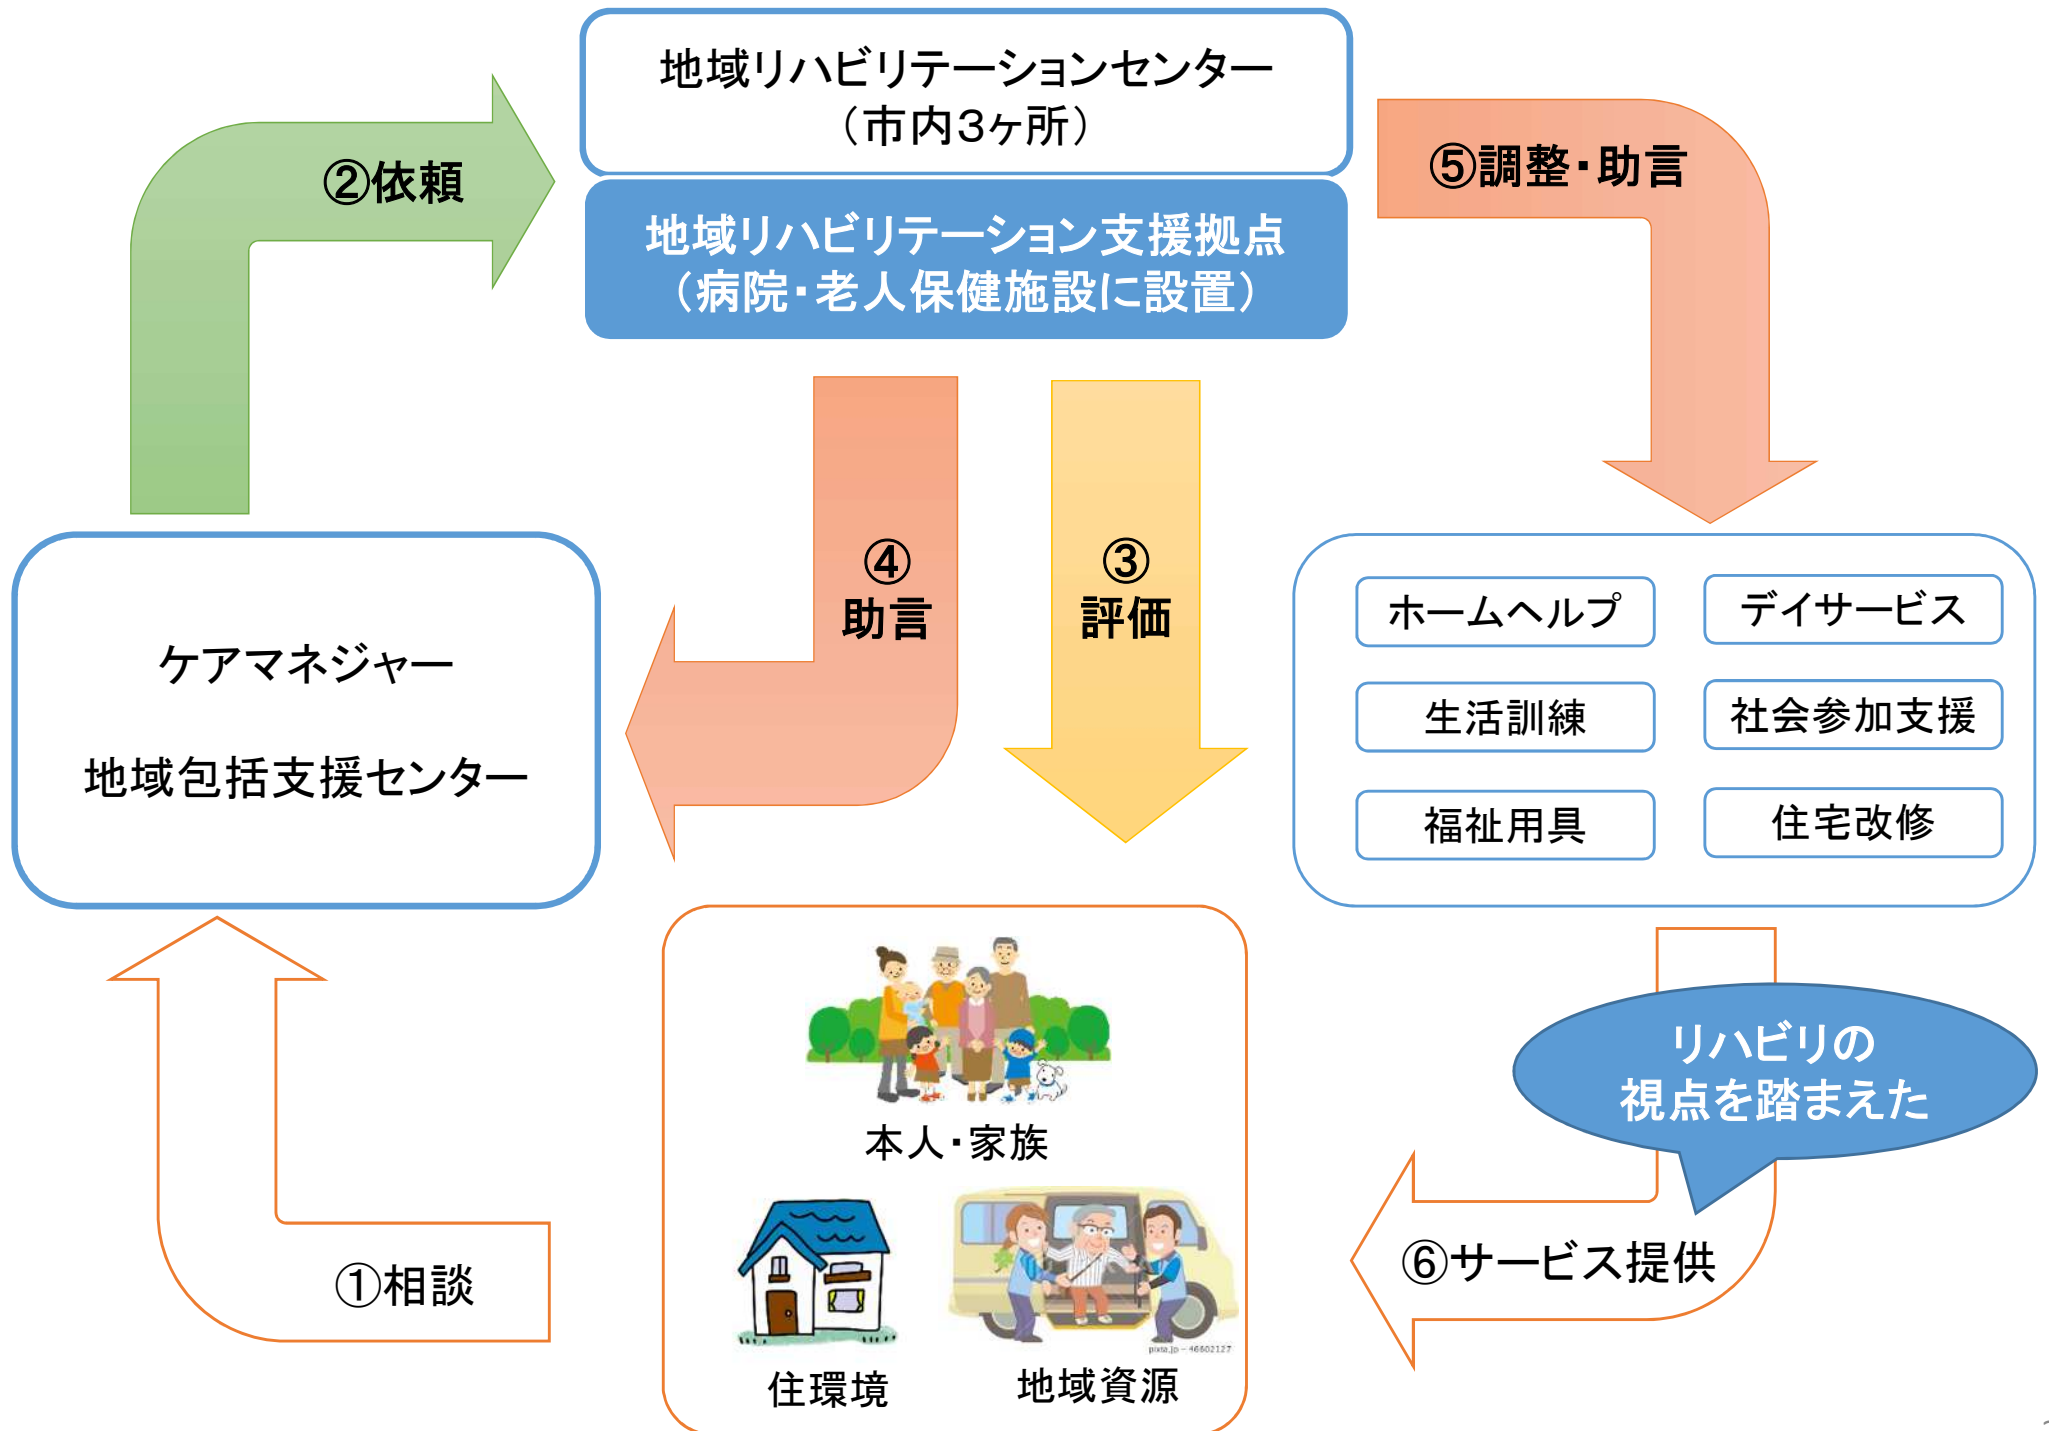 地域リハビリテーションセンター
（市内３ヶ所）
地域リハビリテーション支援拠点
（病院・老人保健施設に設置）
②依頼
⑤調整・助言
④
助言
③
評価
ケアマネジャー
地域包括支援センター
ホームヘルプ
デイサービス
生活訓練
社会参加支援
福祉用具
住宅改修
リハビリの
視点を踏まえた
①相談
⑥サービス提供
本人・家族
住環境
地域資源
pixta.jp - 46602127